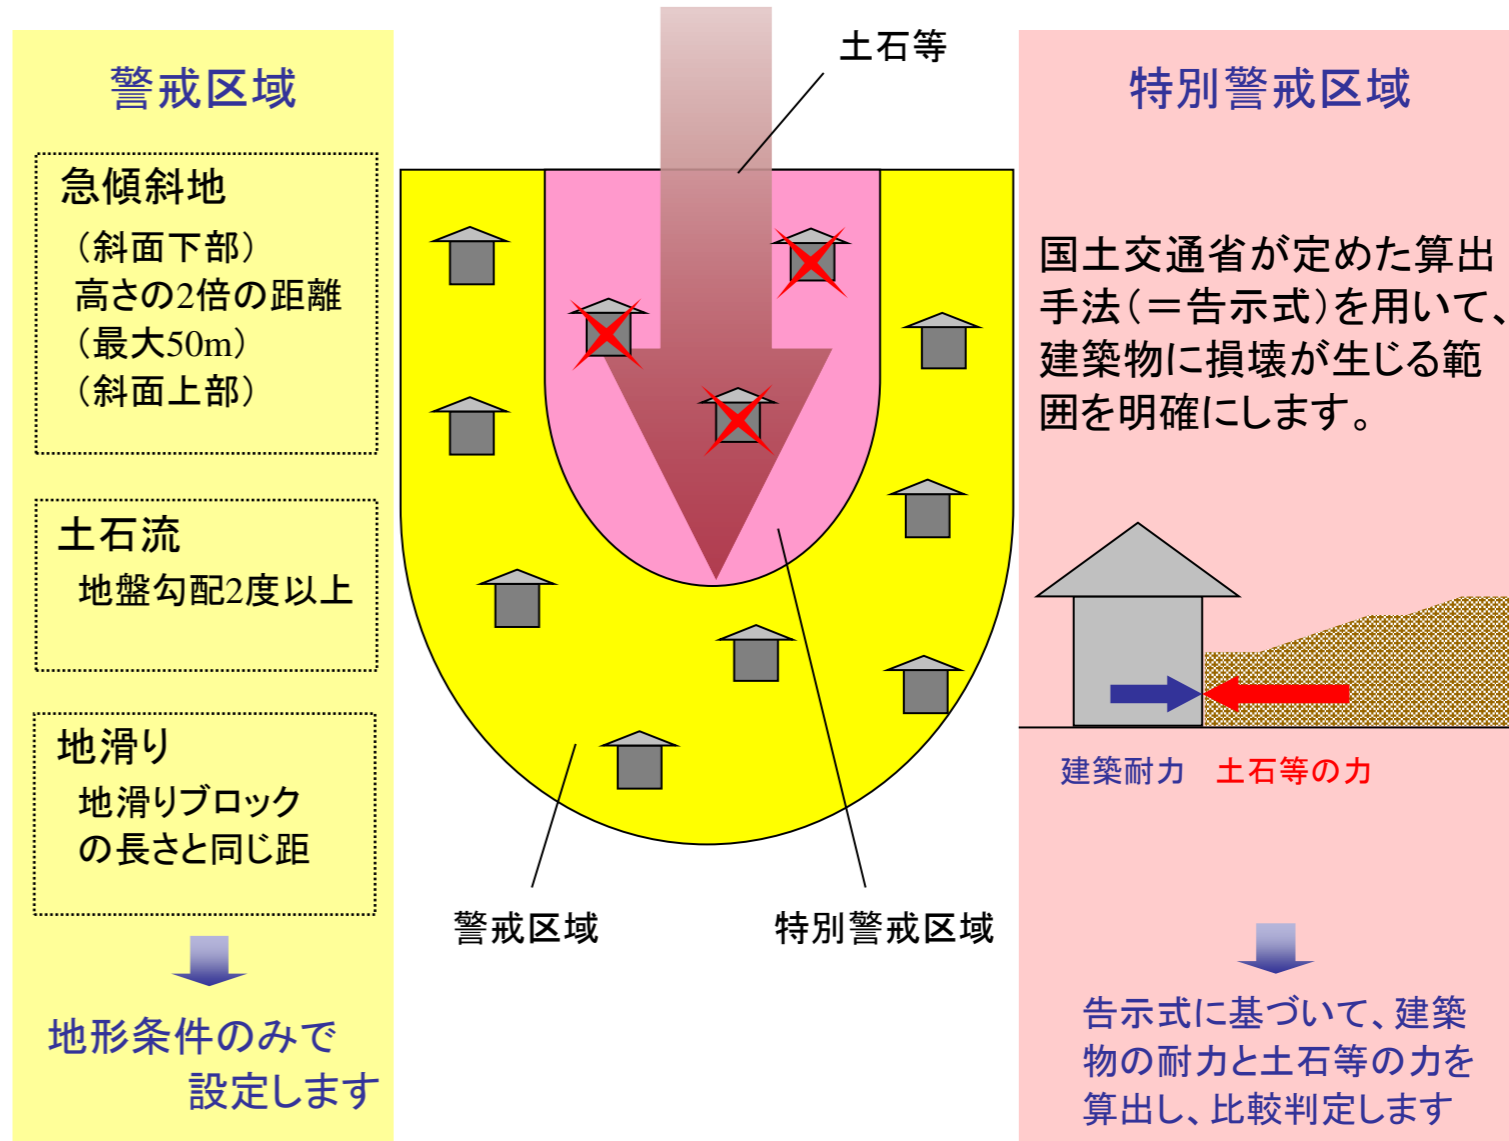 警戒区域
急傾斜地
（斜面下部）
高さの2倍の距離
（最大50m）
（斜面上部）
土石流
地盤勾配2度以上
地滑り
地滑りブロック
の長さと同じ距
地形条件のみで
設定します
土石等
警戒区域
特別警戒区域
特別警戒区域
国土交通省が定めた算出
手法（＝告示式）を用いて、
建築物に損壊が生じる範
囲を明確にします。
建築耐力
土石等の力
告示式に基づいて、建築
物の耐力と土石等の力を
算出し、比較判定します